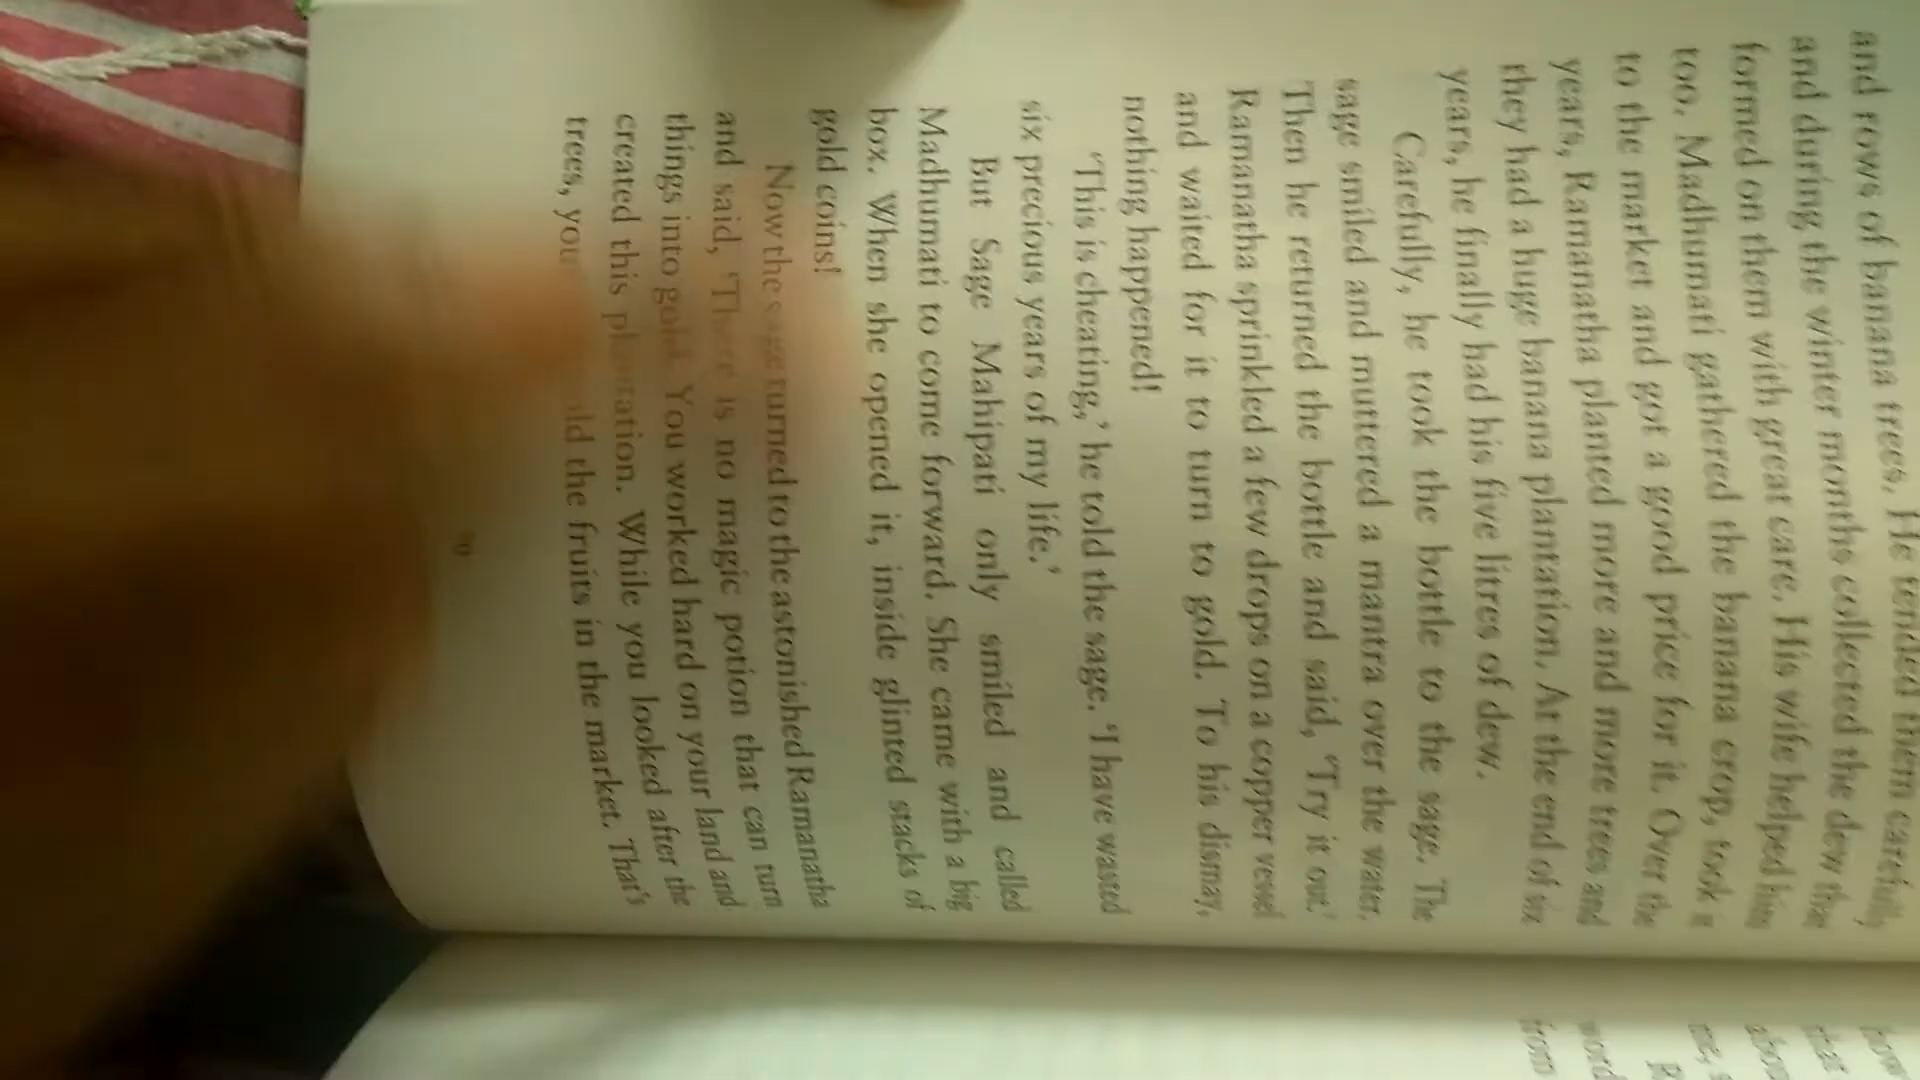 and rows of banana trees. He tended them carefully
and during the winter months collected the dew that
formed on them with great care. His wife helped him
too. Madhumati gathered the banana crop, took it
to the market and got a good price for it. Over the
years, Ramanatha planted more and more trees and
they had a huge banana plantation. At the end of six
years, he finally had his five litres of dew.
Carefully, he took the bottle to the sage. The
sage smiled and muttered a mantra over the water.
Then he returned the bottle and said, ‘Try it out.’
Ramanatha sprinkled a few drops on a copper vessel
and waited for it to turn to gold. To his dismay,
nothing happened!
‘This is cheating,’ he told the sage. ‘I have wasted
six precious years of my life.’
But Sage Mahipati only smiled and called
Madhumati to come forward. She came with a big
box. When she opened it, inside glinted stacks of
gold coins!
Now the sage turned to the astonished Ramanatha
and said, ‘There is no magic potion that can turn
things into gold. You worked hard on your land and
created this plantation. While you looked after the
trees, you the fruits in the market. That’s
how
that
me,
word
from